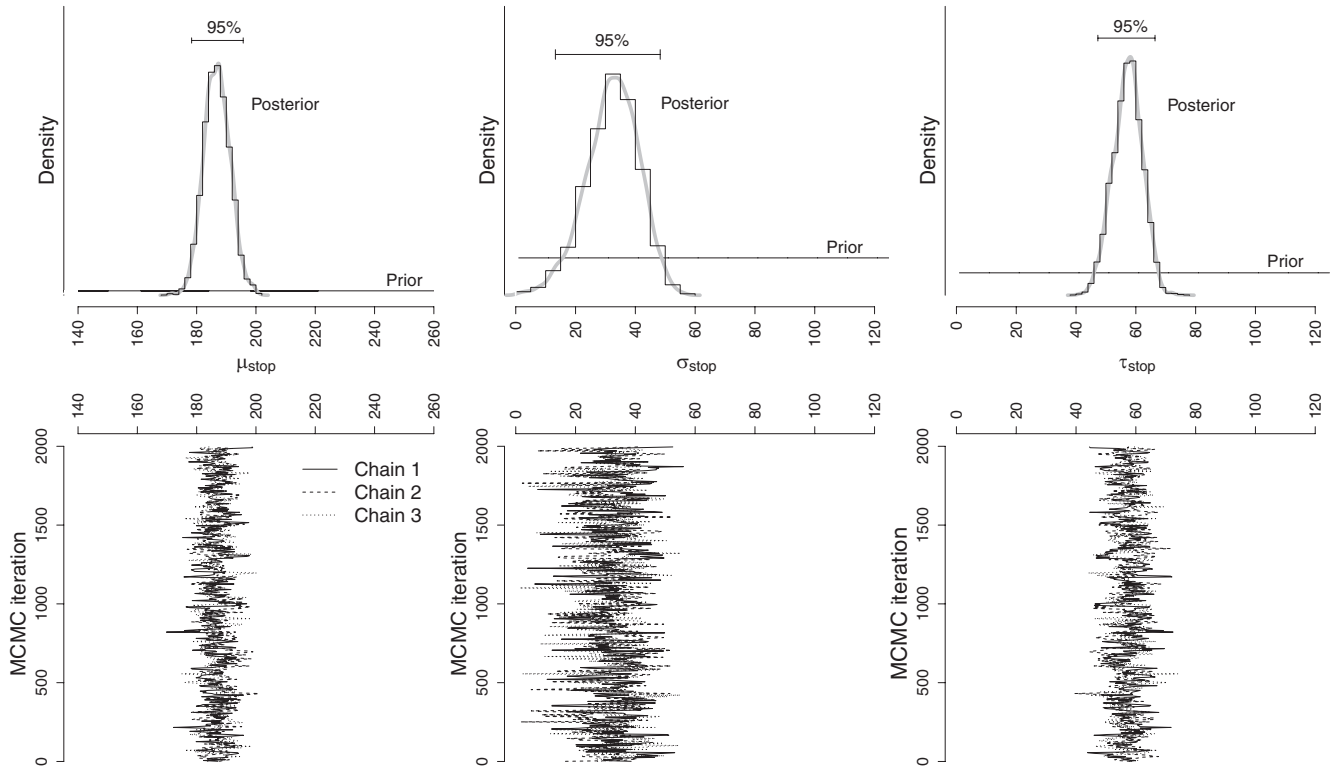 95%
Posterior
Prior
Density
140 160 180 200 220 240 260
μstop
95%
Posterior
Prior
Density
0 20 40 60 80 100 120
σstop
95%
Posterior
Prior
Density
0 20 40 60 80 100 120
τstop
140 160 180 200 220 240 260
Chain 1
Chain 2
Chain 3
MCMC iteration
0 500 1000 1500 2000
0 20 40 60 80 100 120
MCMC iteration
0 500 1000 1500 2000
0 20 40 60 80 100 120
MCMC iteration
0 500 1000 1500 2000